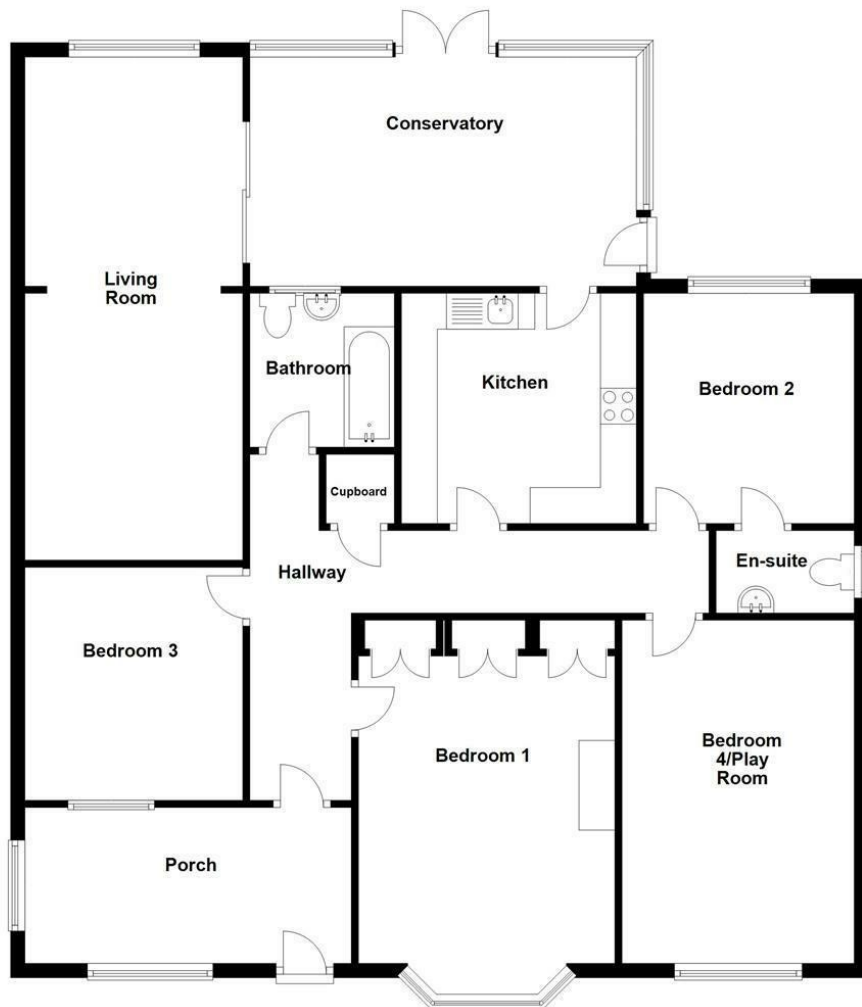 Conservatory
Living
Room
Bathroom
Kitchen
Bedroom 2
Cupboard
En-suite
Hallway
Bedroom 3
Bedroom 1
Bedroom
4/Play
Room
Porch